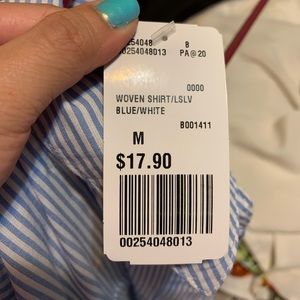 00254048 8
00254048013 PA@20
0000
WOVEN SHIRT/LSLV
BLUE/WHITE
B001411
M
$17.90
00254048013